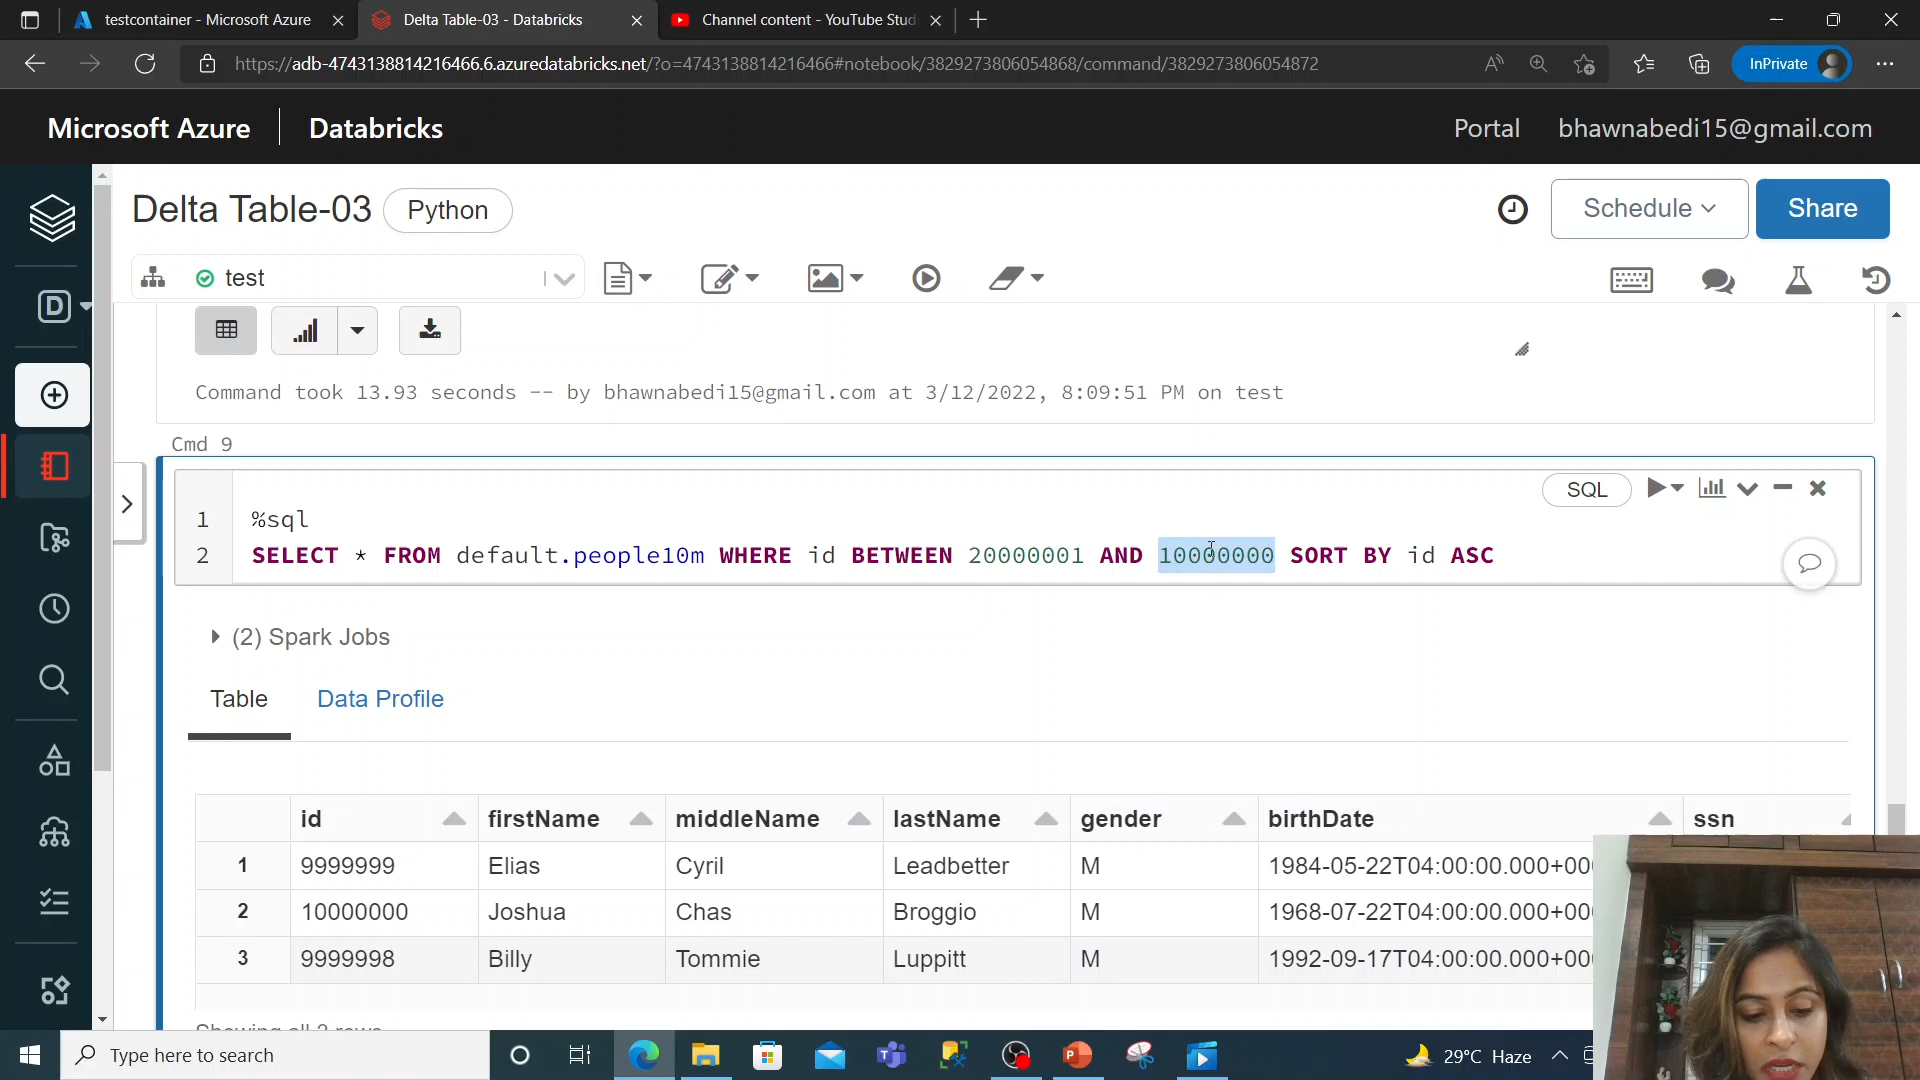 testcontainer - Microsoft Azure
Delta Table-03 - Databricks
Channel content - YouTube Stud
https://adb-4743138814216466.6.azuredatabricks.net/?o=4743138814216466#notebook/3829273806054868/command/3829273806054872
InPrivate
Microsoft Azure
Databricks
Portal
bhawnabedi15@gmail.com
Delta Table-03
Python
Schedule
Share
D
test
Command took 13.93 seconds -- by bhawnabedi15@gmail.com at 3/12/2022, 8:09:51 PM on test
Cmd 9
SQL
1 %sql
2 SELECT * FROM default.people10m WHERE id BETWEEN 20000001 AND 10000000 SORT BY id ASC
(2) Spark Jobs
Table
Data Profile
id firstName middleName lastName gender birthDate ssn
1 9999999 Elias Cyril Leadbetter M 1984-05-22T04:00:00.000+00
2 10000000 Joshua Chas Broggio M 1968-07-22T04:00:00.000+00
3 9999998 Billy Tommie Luppitt M 1992-09-17T04:00:00.000+00
Showing all 3 rows
Type here to search
29°C Haze